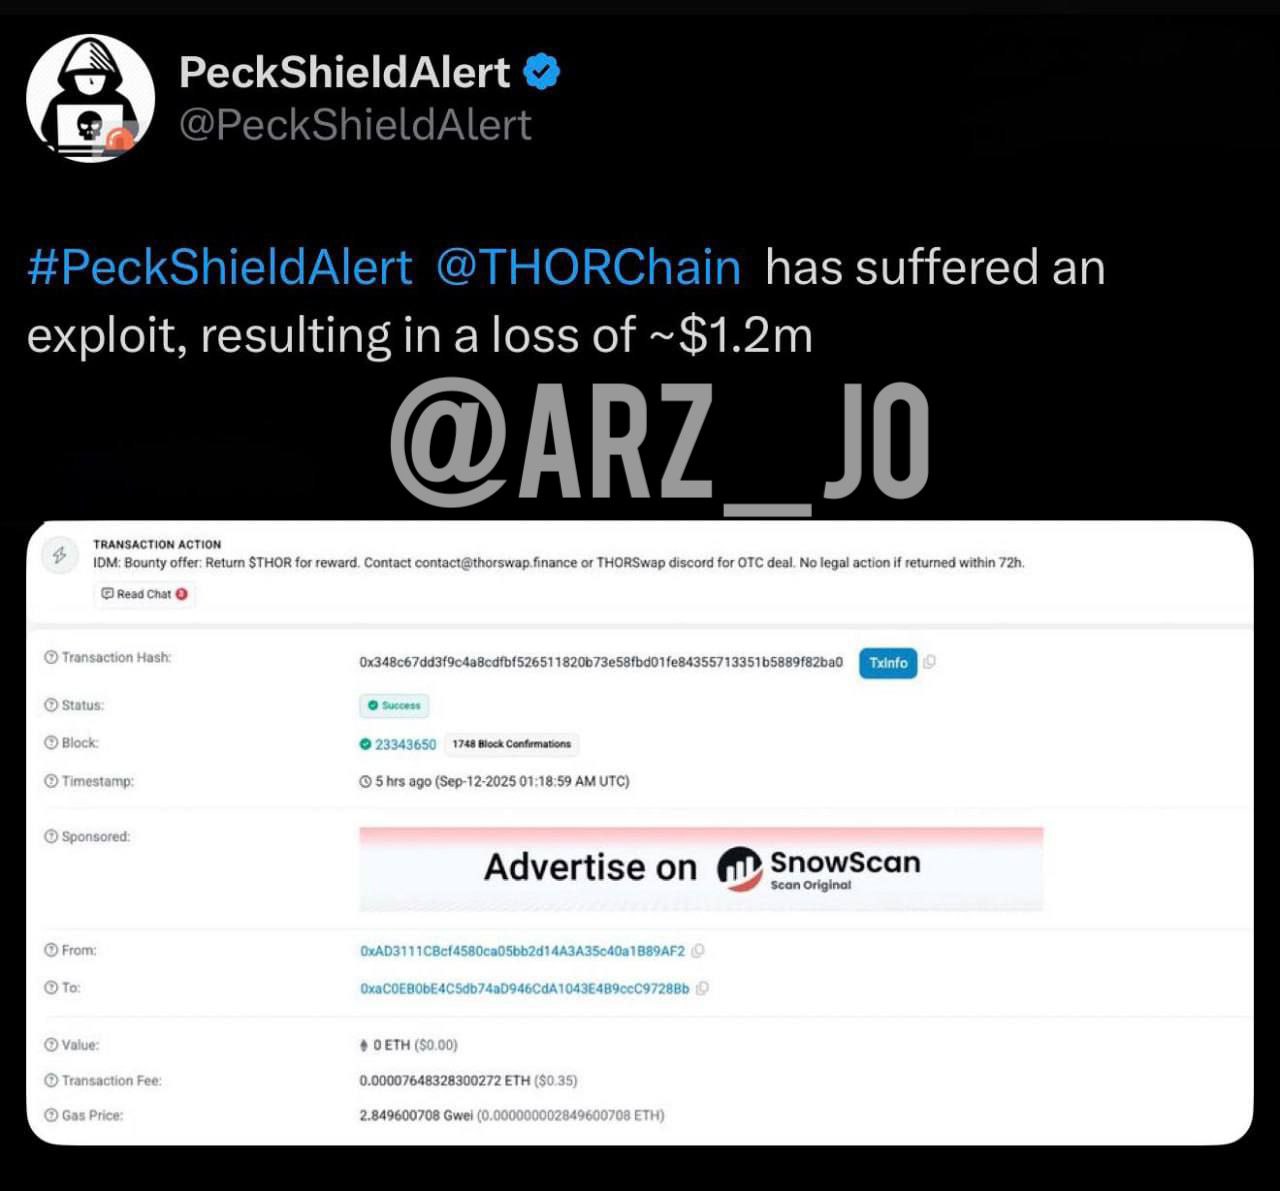 PeckShieldAlert
@PeckShieldAlert
#PeckShieldAlert @THORChain has suffered an
exploit, resulting in a loss of ~$1.2m
@ARZ__JO
TRANSACTION ACTION
IDM: Bounty offer: Return $THOR for reward. Contact contact@thorswap.finance or THORSwap discord for OTC deal. No legal action if returned within 72h.
Read Chat 3
Transaction Hash: 0x348c67dd3f9c4a8cdfbf526511820b73e58fbd01fe84355713351b5889f82ba0 TxInfo
Status: Success
Block: 23343650 1748 Block Confirmations
Timestamp: 5 hrs ago (Sep-12-2025 01:18:59 AM UTC)
Sponsored:
Advertise on SnowScan
Scan Original
From: 0xAD3111CBcf4580ca05bb2d14A3A35c40a1B89AF2
To: 0xaC0EB0bE4C5db74aD946CdA1043E4B9ccC9728Bb
Value: 0 ETH ($0.00)
Transaction Fee: 0.00007648328300272 ETH ($0.35)
Gas Price: 2.849600708 Gwei (0.000000002849600708 ETH)